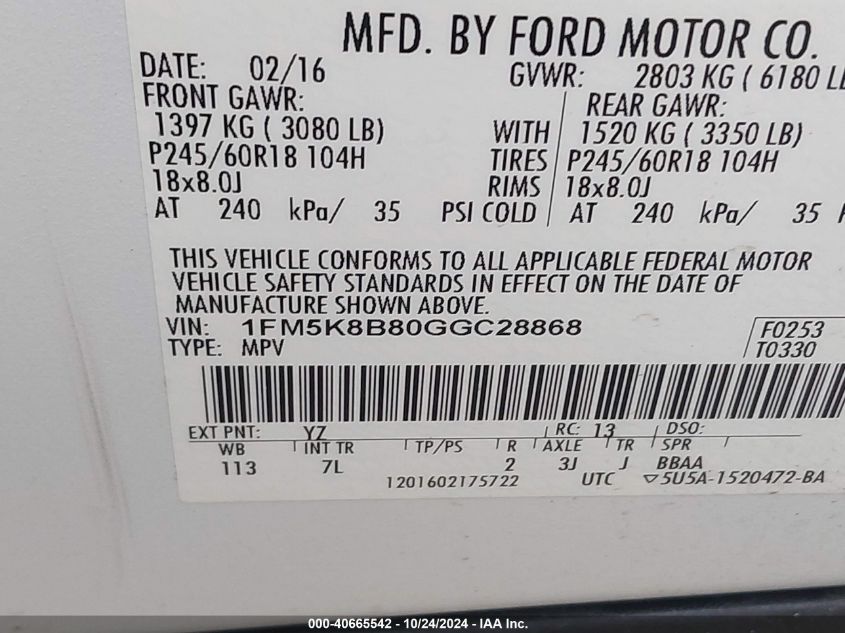 MFD. BY FORD MOTOR CO.
DATE: 02/16 GVWR: 2803 KG ( 6180 LB
FRONT GAWR: REAR GAWR:
1397 KG ( 3080 LB) WITH 1520 KG ( 3350 LB)
P245/60R18 104H TIRES P245/60R18 104H
18x8.0J RIMS 18x8.0J
AT 240 kPa/ 35 PSI COLD AT 240 kPa/ 35 P
THIS VEHICLE CONFORMS TO ALL APPLICABLE FEDERAL MOTOR
VEHICLE SAFETY STANDARDS IN EFFECT ON THE DATE OF
MANUFACTURE SHOWN ABOVE.
VIN: 1FM5K8B80GGC28868 F0253
TYPE: MPV T0330
EXT PNT: YZ RC: 13 DSO:
WB INT TR TP/PS R AXLE TR SPR
113 7L 2 3J J BBAA
1201602175722 UTC ▽5U5A-1520472-BA
000-40665542 - 10/24/2024 - IAA Inc.